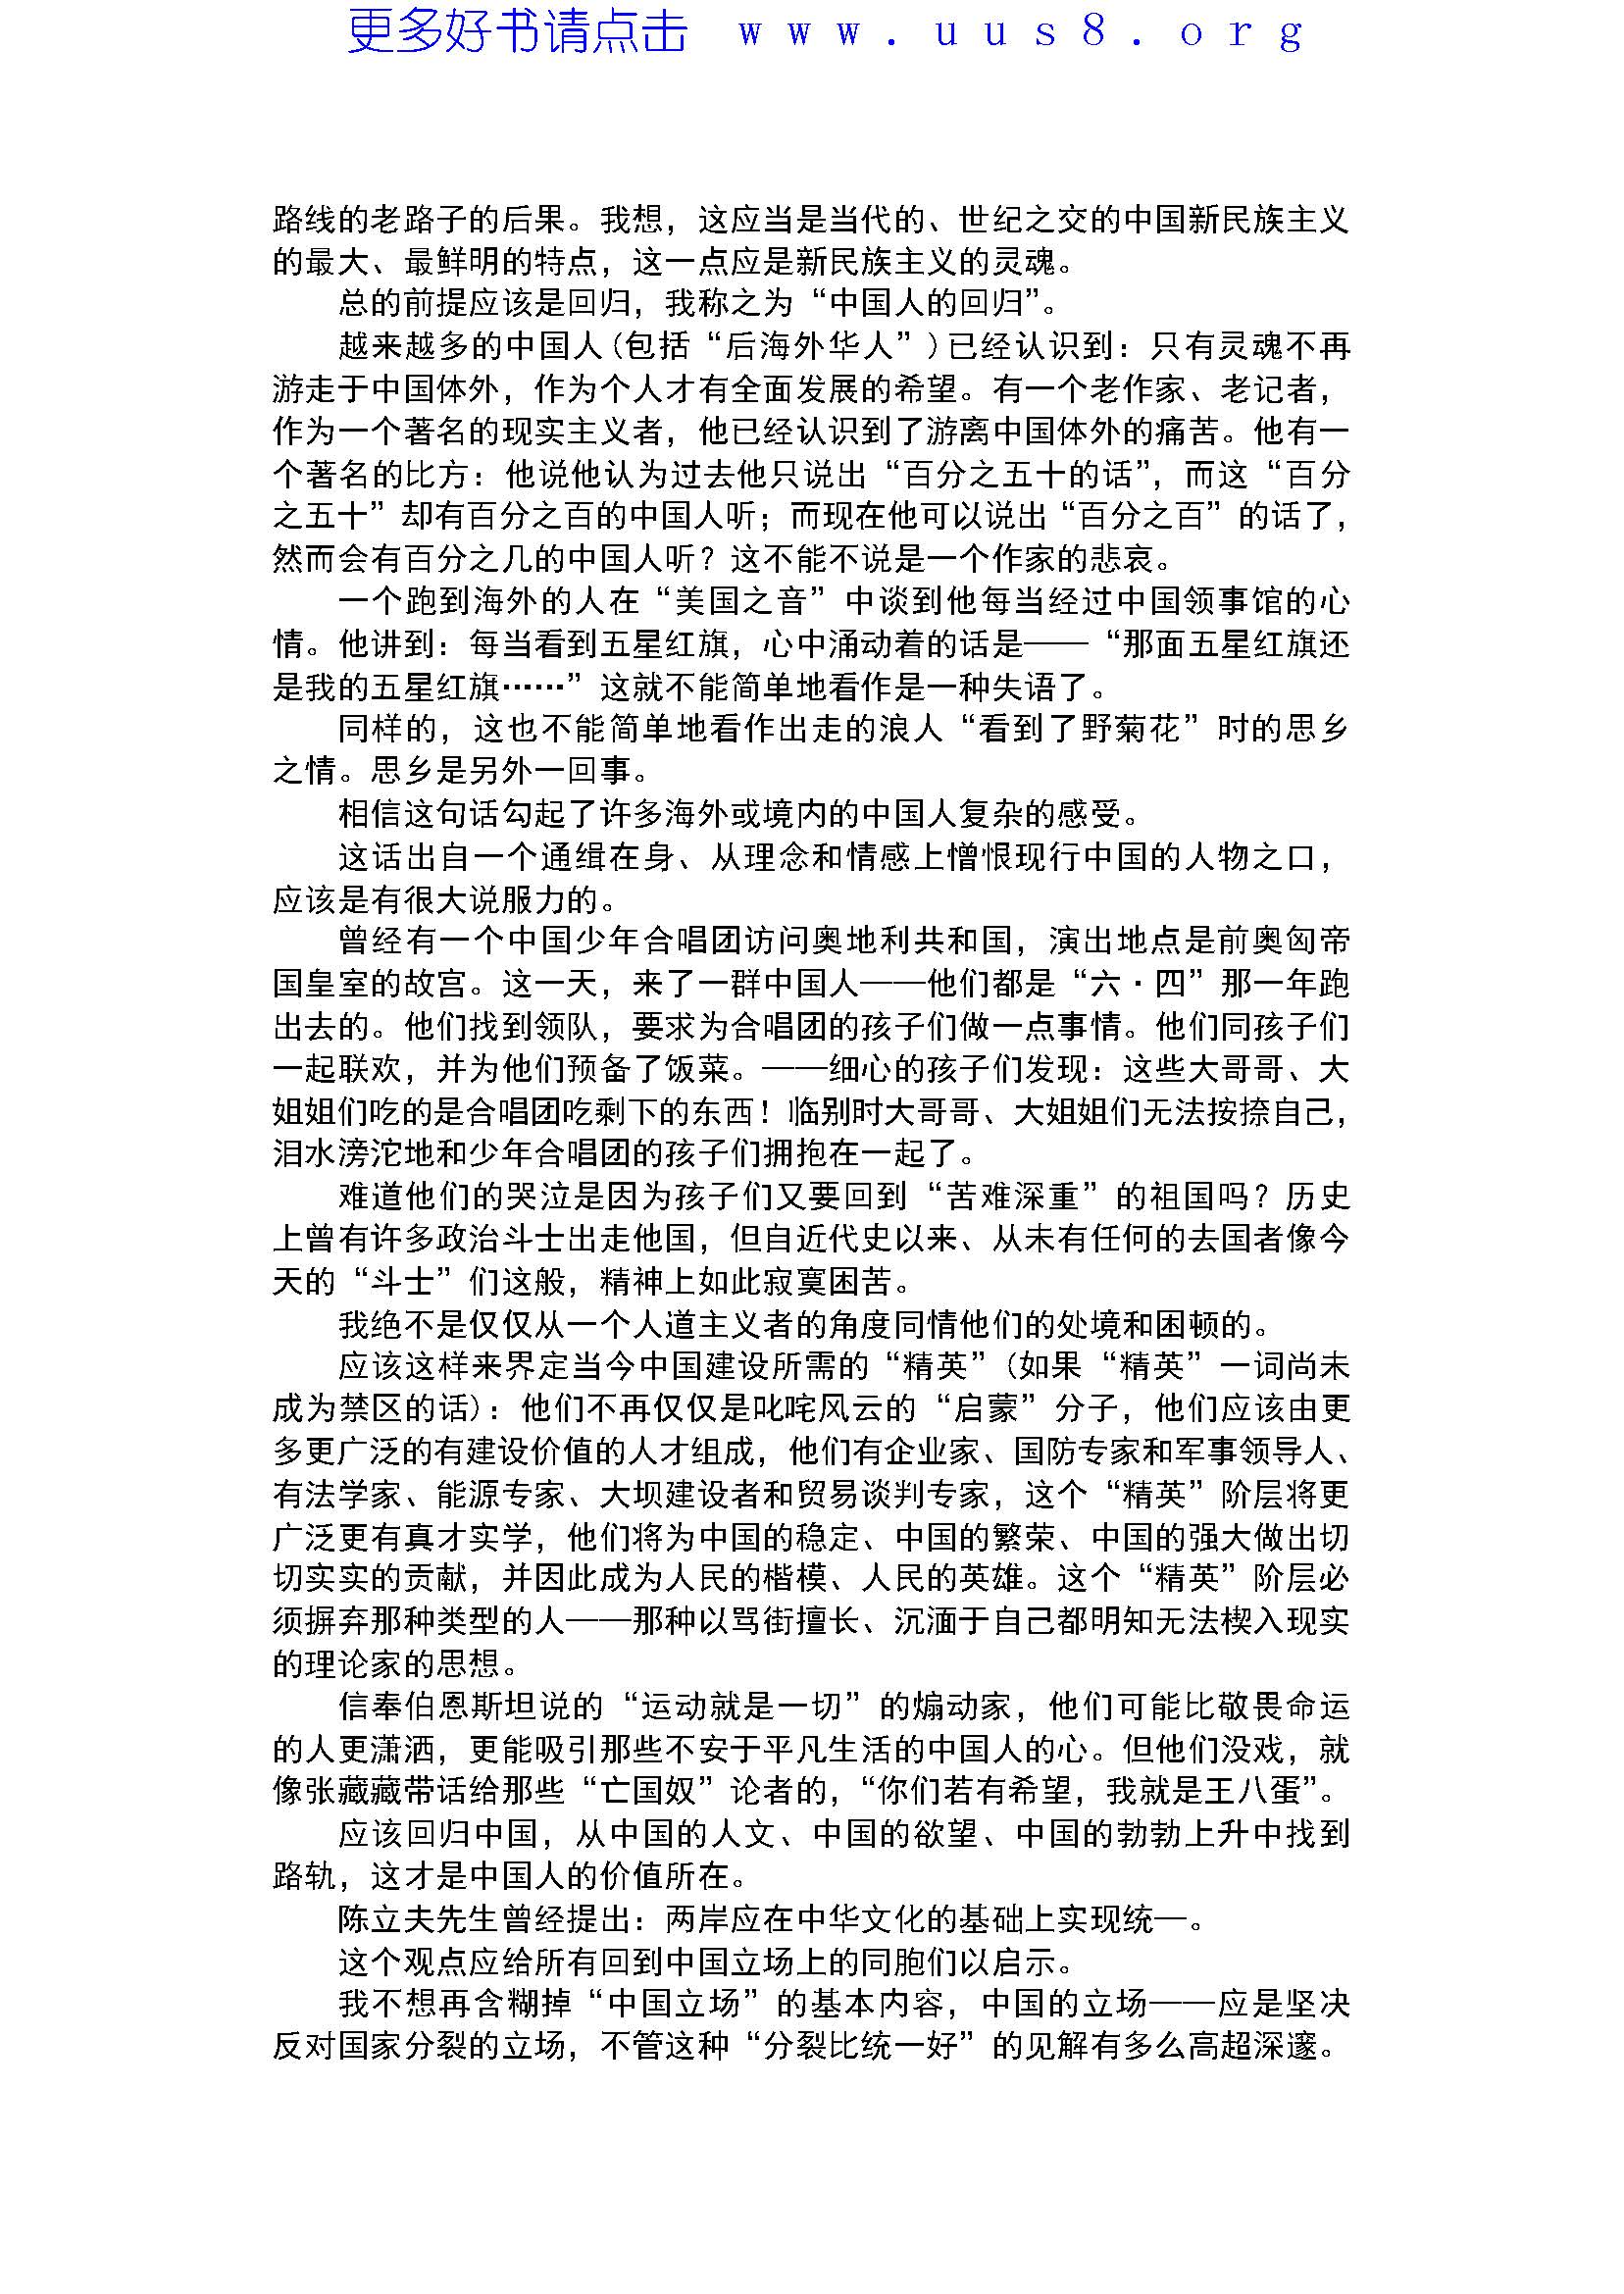 更多好书请点击 www.uus8.org
路线的老路子的后果。我想，这应当是当代的、世纪之交的中国新民族主义
的最大、最鲜明的特点，这一点应是新民族主义的灵魂。
总的前提应该是回归，我称之为“中国人的回归”。
越来越多的中国人(包括“后海外华人”)已经认识到：只有灵魂不再
游走于中国体外，作为个人才有全面发展的希望。有一个老作家、老记者，
作为一个著名的现实主义者，他已经认识到了游离中国体外的痛苦。他有一
个著名的比方：他说他认为过去他只说出“百分之五十的话”，而这“百分
之五十”却有百分之百的中国人听；而现在他可以说出“百分之百”的话了，
然而会有百分之几的中国人听？这不能不说是一个作家的悲哀。
一个跑到海外的人在“美国之音”中谈到他每当经过中国领事馆的心
情。他讲到：每当看到五星红旗，心中涌动着的话是——“那面五星红旗还
是我的五星红旗……”这就不能简单地看作是一种失语了。
同样的，这也不能简单地看作出走的浪人“看到了野菊花”时的思乡
之情。思乡是另外一回事。
相信这句话勾起了许多海外或境内的中国人复杂的感受。
这话出自一个通缉在身、从理念和情感上憎恨现行中国的人物之口，
应该是有很大说服力的。
曾经有一个中国少年合唱团访问奥地利共和国，演出地点是前奥匈帝
国皇室的故宫。这一天，来了一群中国人——他们都是“六·四”那一年跑
出去的。他们找到领队，要求为合唱团的孩子们做一点事情。他们同孩子们
一起联欢，并为他们预备了饭菜。——细心的孩子们发现：这些大哥哥、大
姐姐们吃的是合唱团吃剩下的东西！临别时大哥哥、大姐姐们无法按捺自己，
泪水滂沱地和少年合唱团的孩子们拥抱在一起了。
难道他们的哭泣是因为孩子们又要回到“苦难深重”的祖国吗？历史
上曾有许多政治斗士出走他国，但自近代史以来、从未有任何的去国者像今
天的“斗士”们这般，精神上如此寂寞困苦。
我绝不是仅仅从一个人道主义者的角度同情他们的处境和困顿的。
应该这样来界定当今中国建设所需的“精英”(如果“精英”一词尚未
成为禁区的话)：他们不再仅仅是叱咤风云的“启蒙”分子，他们应该由更
多更广泛的有建设价值的人才组成，他们有企业家、国防专家和军事领导人、
有法学家、能源专家、大坝建设者和贸易谈判专家，这个“精英”阶层将更
广泛更有真才实学，他们将为中国的稳定、中国的繁荣、中国的强大做出切
切实实的贡献，并因此成为人民的楷模、人民的英雄。这个“精英”阶层必
须摒弃那种类型的人——那种以骂街擅长、沉湎于自己都明知无法楔入现实
的理论家的思想。
信奉伯恩斯坦说的“运动就是一切”的煽动家，他们可能比敬畏命运
的人更潇洒，更能吸引那些不安于平凡生活的中国人的心。但他们没戏，就
像张藏藏带话给那些“亡国奴”论者的，“你们若有希望，我就是王八蛋”。
应该回归中国，从中国的人文、中国的欲望、中国的勃勃上升中找到
路轨，这才是中国人的价值所在。
陈立夫先生曾经提出：两岸应在中华文化的基础上实现统—。
这个观点应给所有回到中国立场上的同胞们以启示。
我不想再含糊掉“中国立场”的基本内容，中国的立场——应是坚决
反对国家分裂的立场，不管这种“分裂比统一好”的见解有多么高超深邃。